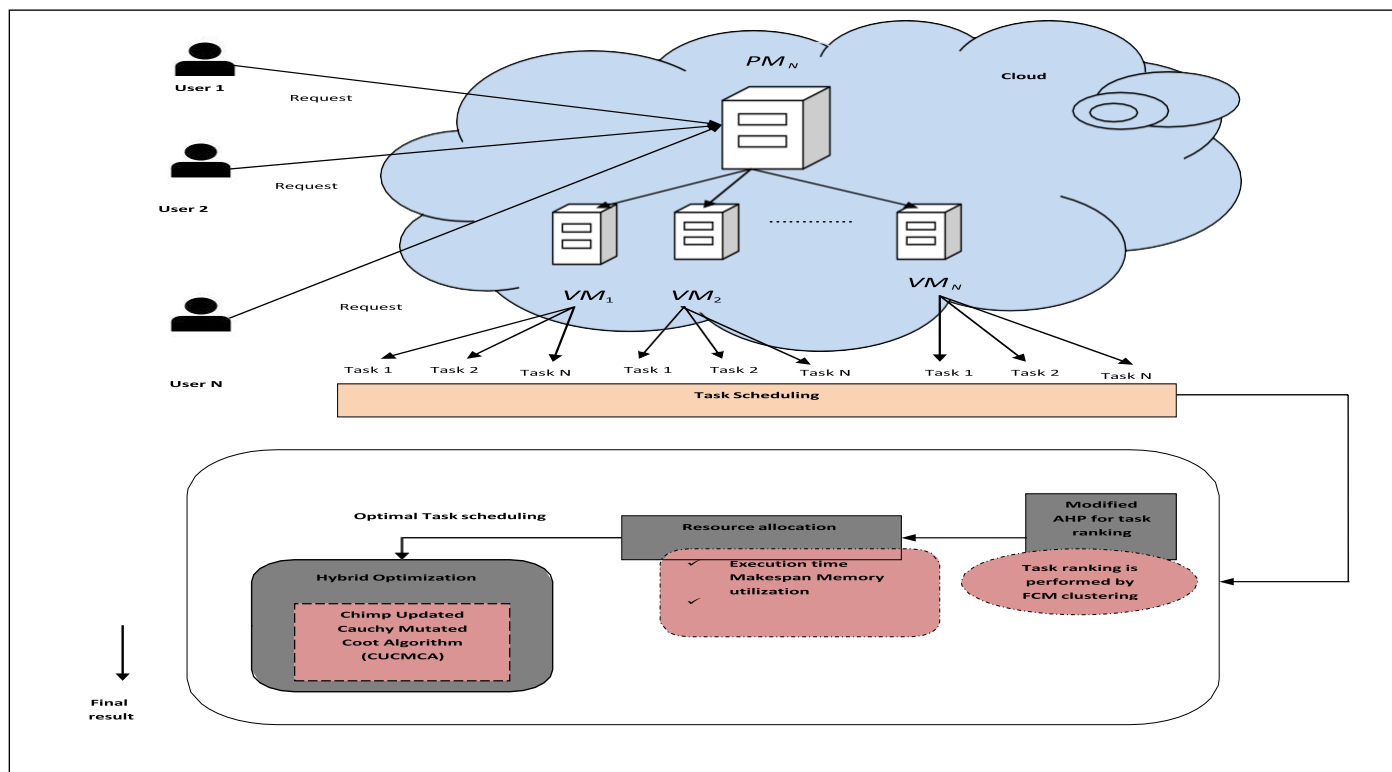 PM_N
Cloud
User 1
Request
User 2
Request
User N
Request
VM_1
VM_2
VM_N
Task 1
Task 2
Task N
Task 1
Task 2
Task N
Task 1
Task 2
Task N
Task Scheduling
Modified
AHP for task
ranking
Task ranking is
performed by
FCM clustering
Resource allocation
Execution time
Makespan Memory
utilization
Optimal Task scheduling
Hybrid Optimization
Chimp Updated
Cauchy Mutated
Coot Algorithm
(CUCMCA)
Final
result